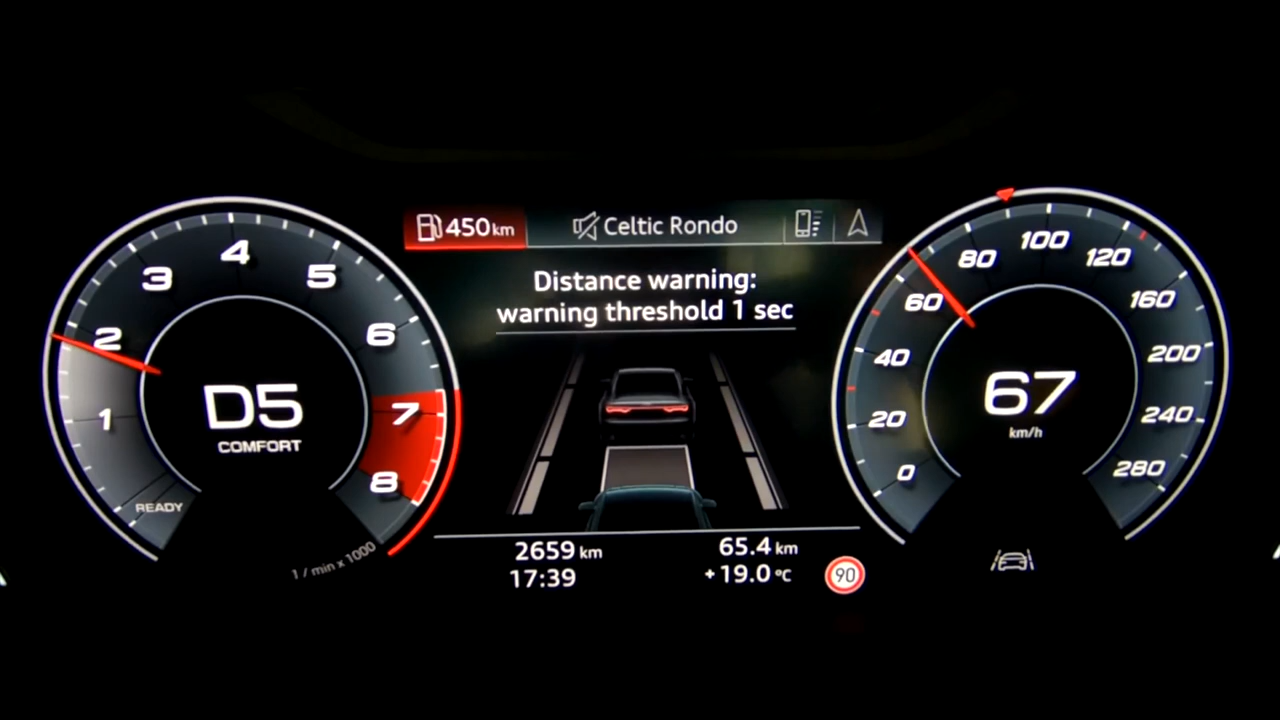 450 km
Celtic Rondo
Distance warning:
warning threshold 1 sec
1
2
3
4
5
6
7
8
READY
D5
COMFORT
1 / min x 1000
0
20
40
60
80
100
120
160
200
240
280
67
km/h
2659 km
65.4 km
17:39
+19.0 °C
90